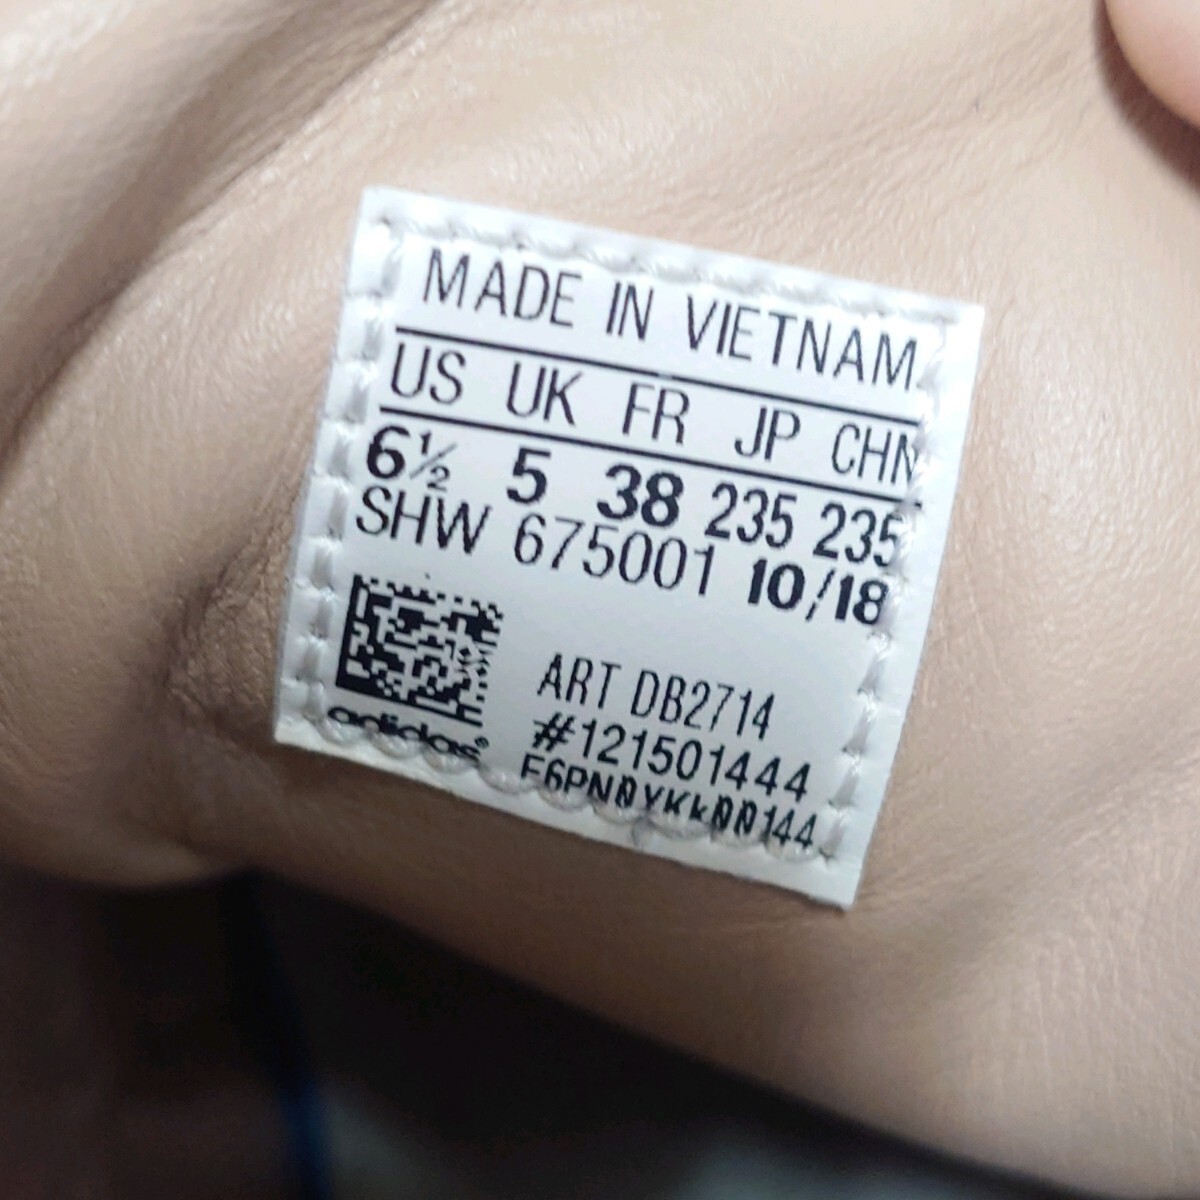 MADE IN VIETNAM
US UK FR JP CHN
6½ 5 38 235 235
SHW 675001 10/18
ART DB2714
#121501444
adidas®